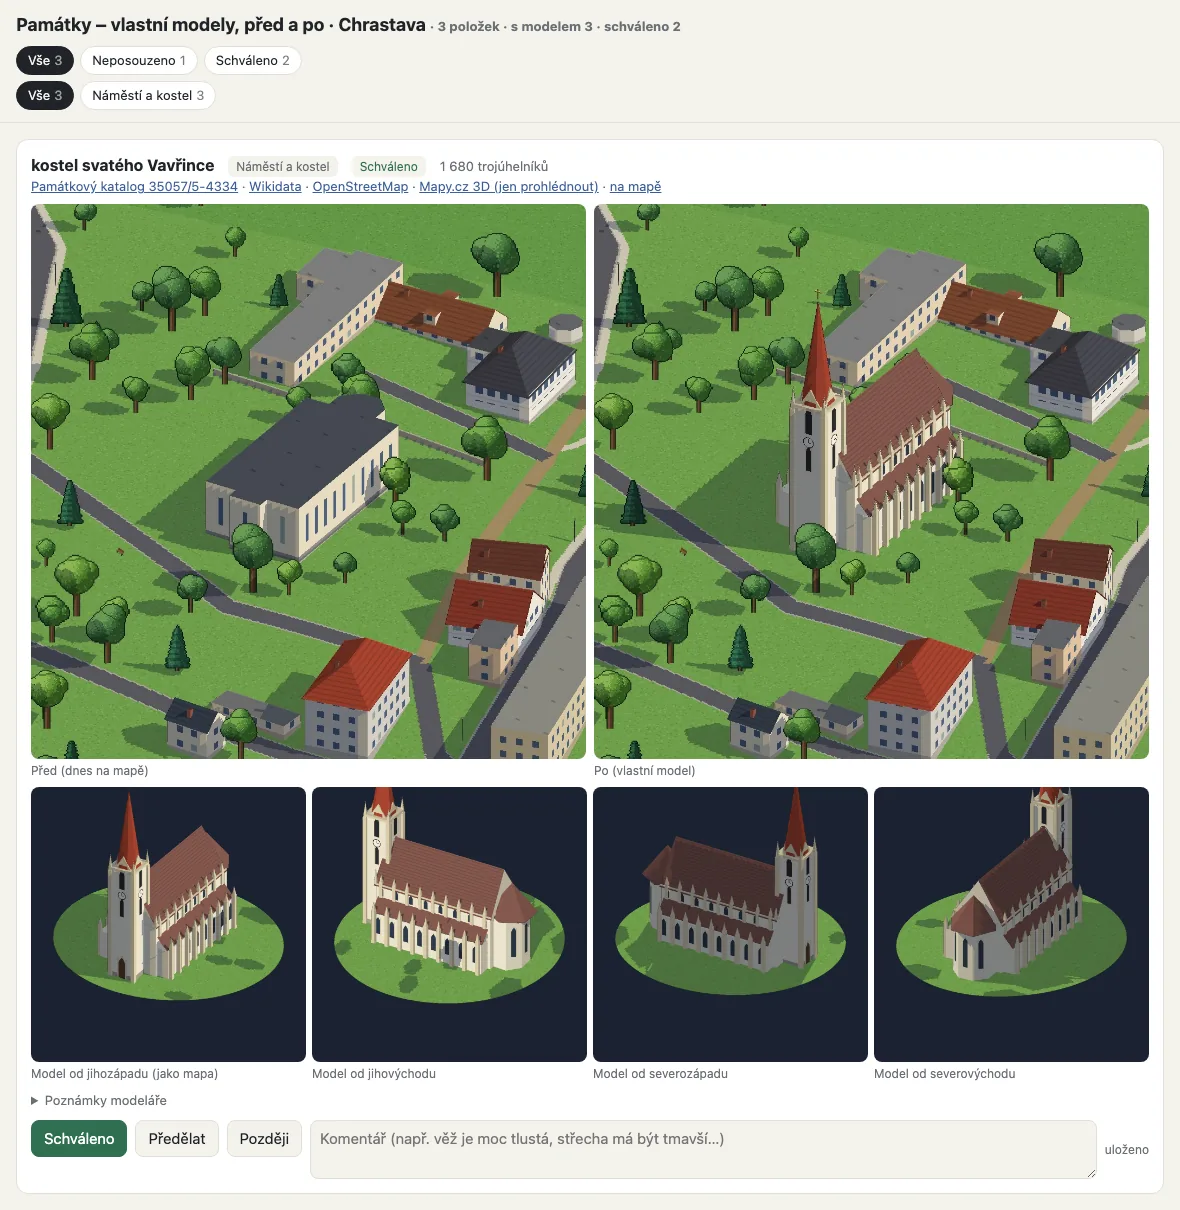 Památky – vlastní modely, před a po · Chrastava · 3 položek · s modelem 3 · schváleno 2
Vše 3 Neposouzeno 1 Schváleno 2
Vše 3 Náměstí a kostel 3
kostel svatého Vavřince Náměstí a kostel Schváleno 1 680 trojúhelníků
Památkový katalog 35057/5-4334 · Wikidata · OpenStreetMap · Mapy.cz 3D (jen prohlédnout) · na mapě
Před (dnes na mapě) Po (vlastní model)
Model od jihozápadu (jako mapa) Model od jihovýchodu Model od severozápadu Model od severovýchodu
Poznámky modeláře
Schváleno Předělat Později Komentář (např. věž je moc tlustá, střecha má být tmavší…) uloženo